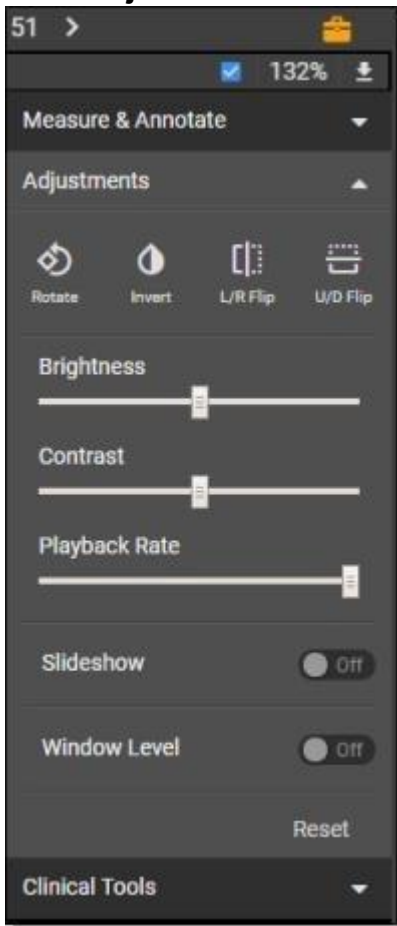 51 >
132%
Measure & Annotate
Adjustments
Rotate Invert L/R Flip U/D Flip
Brightness
Contrast
Playback Rate
Slideshow Off
Window Level Off
Reset
Clinical Tools